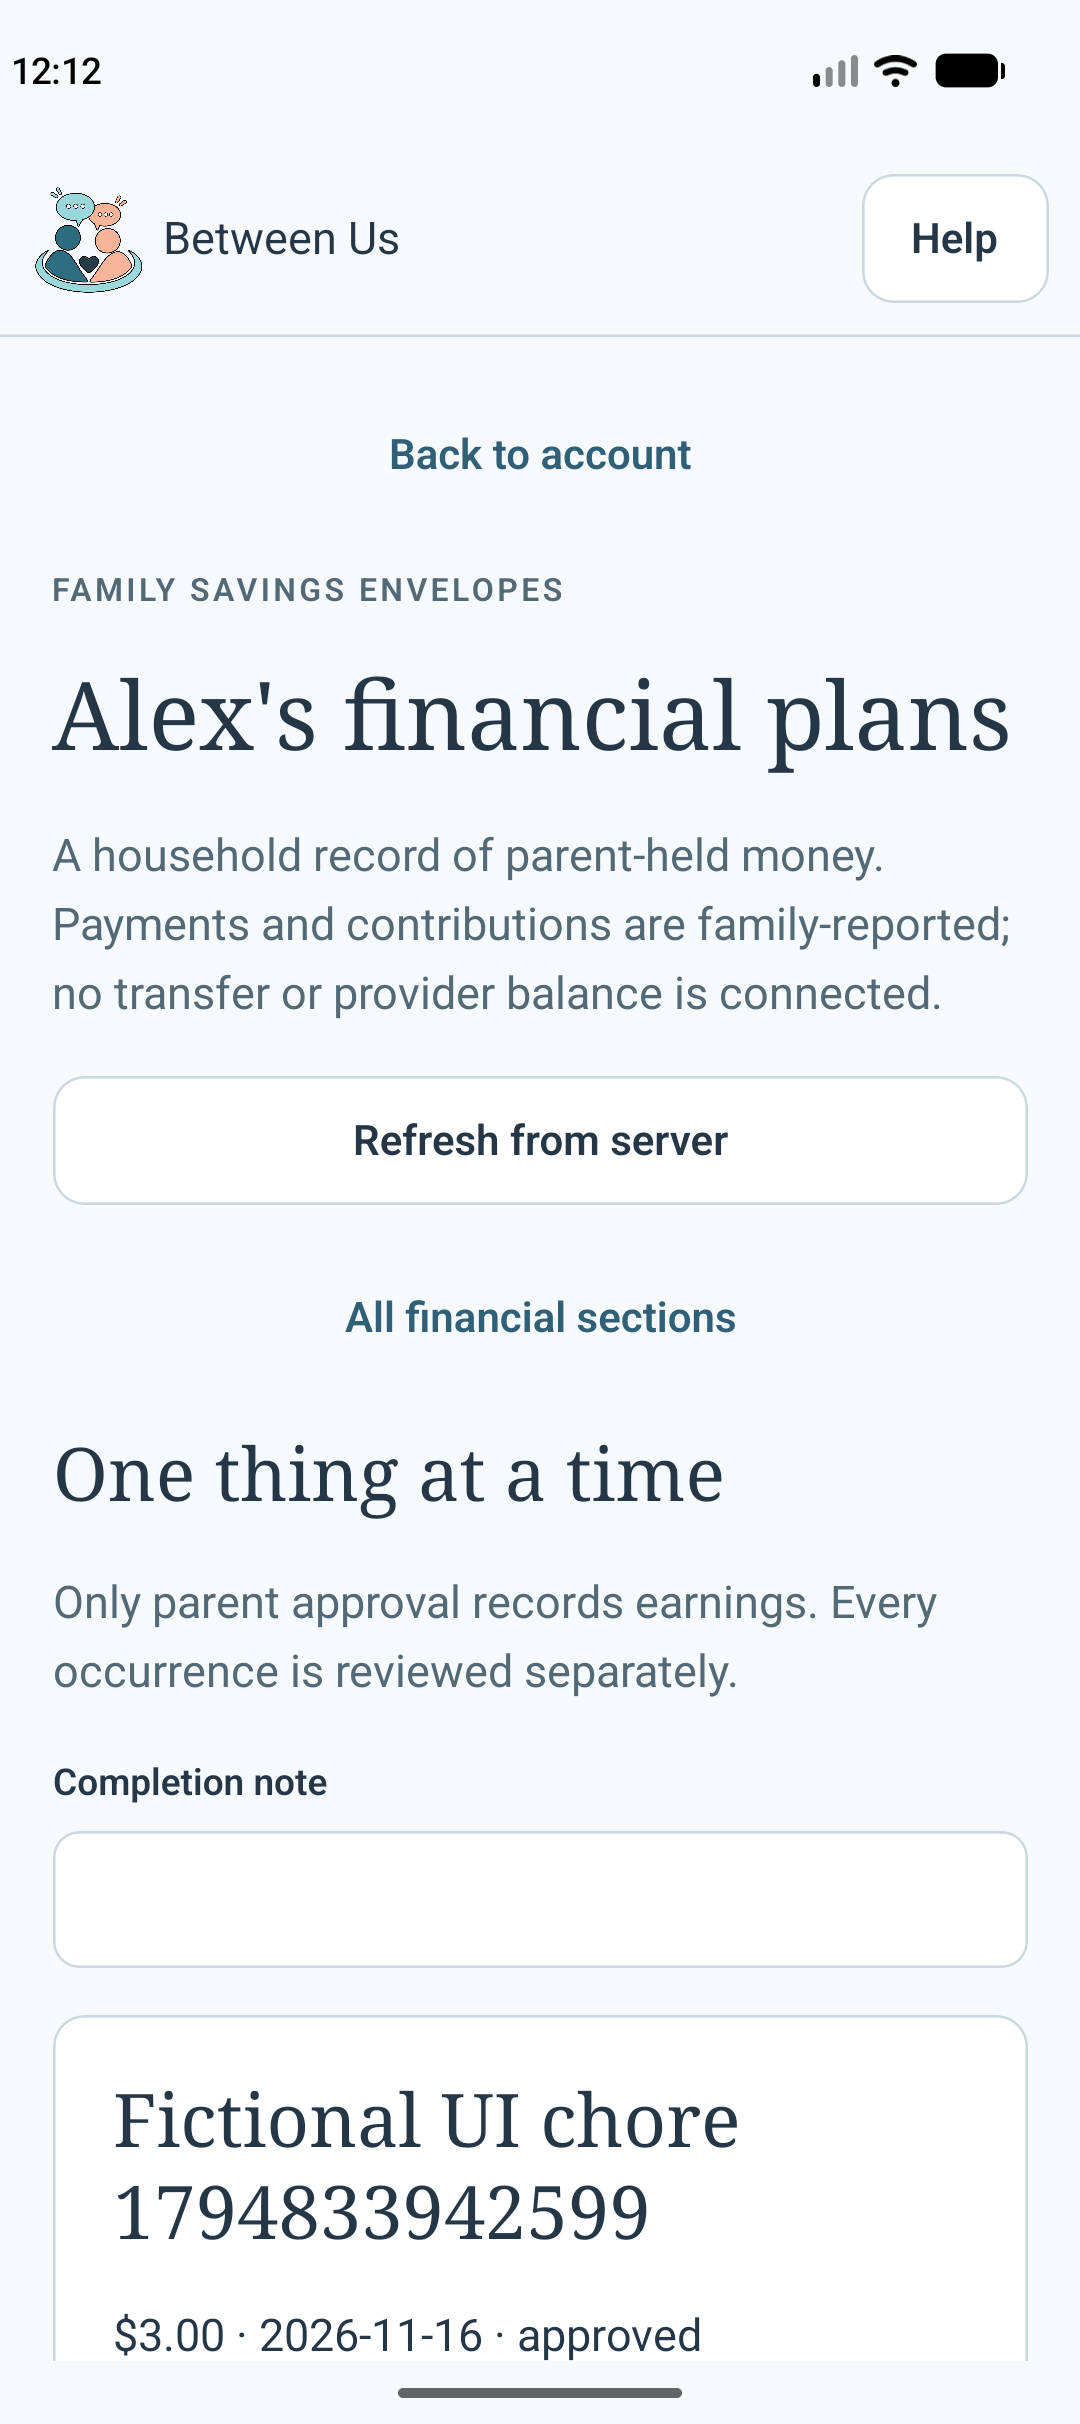 12:12
Between Us
Help
Back to account
FAMILY SAVINGS ENVELOPES
Alex's financial plans
A household record of parent-held money.
Payments and contributions are family-reported;
no transfer or provider balance is connected.
Refresh from server
All financial sections
One thing at a time
Only parent approval records earnings. Every
occurrence is reviewed separately.
Completion note
Fictional UI chore
1794833942599
$3.00 · 2026-11-16 · approved